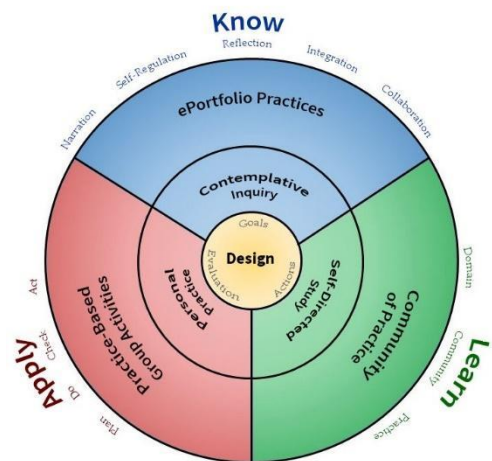 Know
Reflection
Self-Regulation
Integration
Narration
Collaboration
ePortfolio Practices
Contemplative
Inquiry
Goals
Design
Evaluation
Actions
Personal
Practice
Self-Directed
Study
Practice-Based
Group Activities
Community
of Practice
Act
Check
Do
Plan
Apply
Domain
Community
Practice
Learn